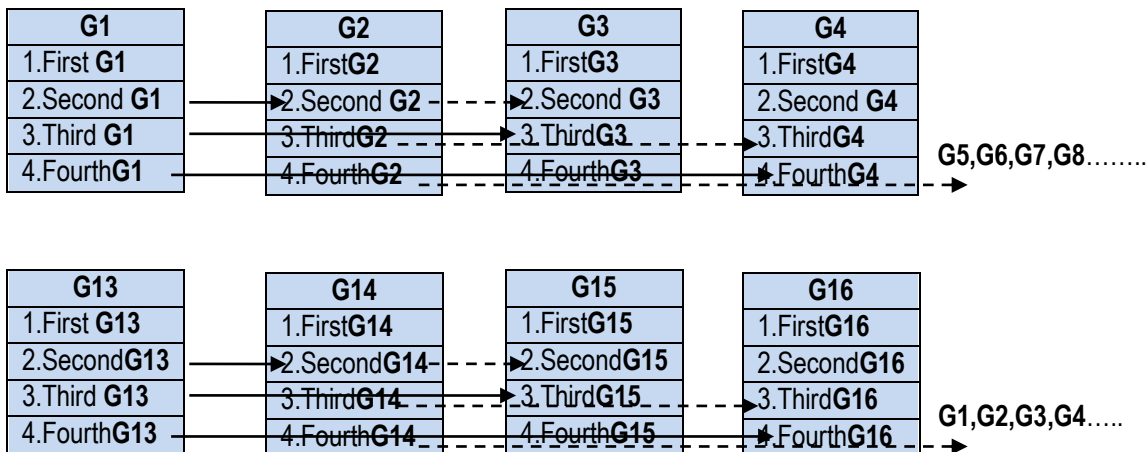 G1
1.First G1
2.Second G1
3.Third G1
4.FourthG1
G2
1.FirstG2
2.Second G2
3.ThirdG2
4.FourthG2
G3
1.FirstG3
2.Second G3
3.ThirdG3
4.FourthG3
G4
1.FirstG4
2.Second G4
3.ThirdG4
4.FourthG4
G5,G6,G7,G8……..
G13
1.First G13
2.SecondG13
3.Third G13
4.FourthG13
G14
1.FirstG14
2.SecondG14
3.ThirdG14
4.FourthG14
G15
1.FirstG15
2.SecondG15
3.ThirdG15
4.FourthG15
G16
1.FirstG16
2.SecondG16
3.ThirdG16
4.FourthG16
G1,G2,G3,G4…..